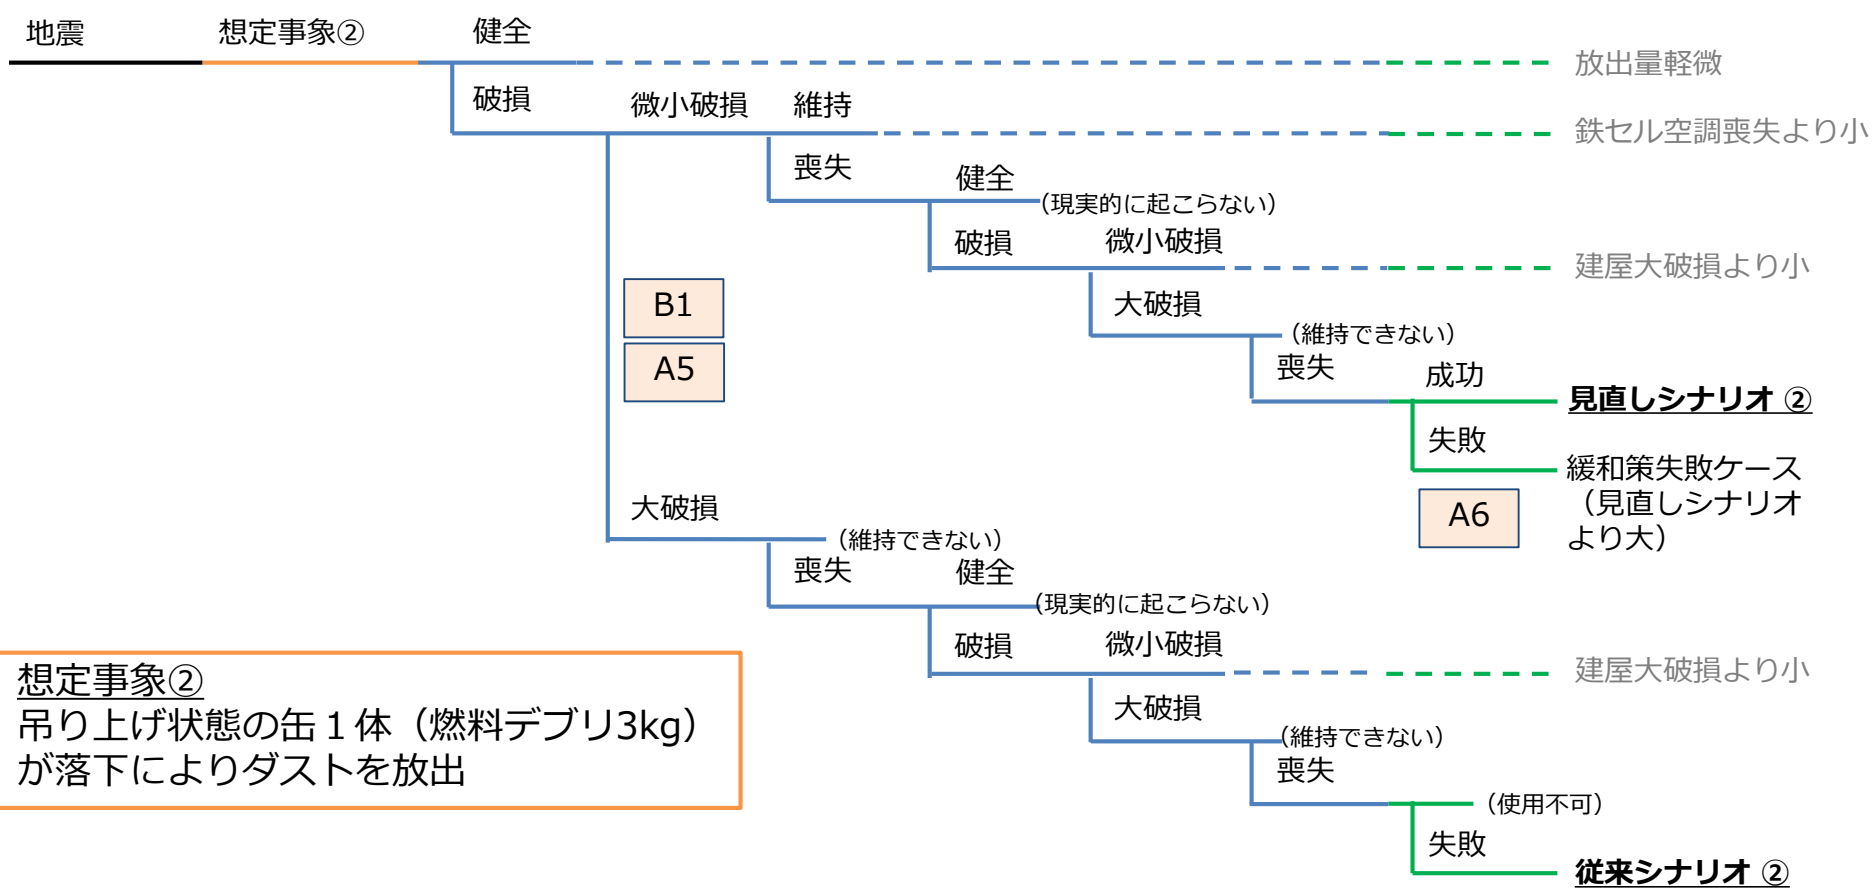 地震
想定事象②
健全
放出量軽微
破損
微小破損
維持
鉄セル空調喪失より小
喪失
健全
（現実的に起こらない）
破損
微小破損
建屋大破損より小
B1
大破損
（維持できない）
A5
喪失
成功
見直しシナリオ ②
失敗
緩和策失敗ケース
（見直しシナリオ
より大）
A6
大破損
（維持できない）
喪失
健全
（現実的に起こらない）
破損
微小破損
建屋大破損より小
大破損
（維持できない）
喪失
（使用不可）
失敗
従来シナリオ ②
想定事象②
吊り上げ状態の缶１体（燃料デブリ3kg）
が落下によりダストを放出